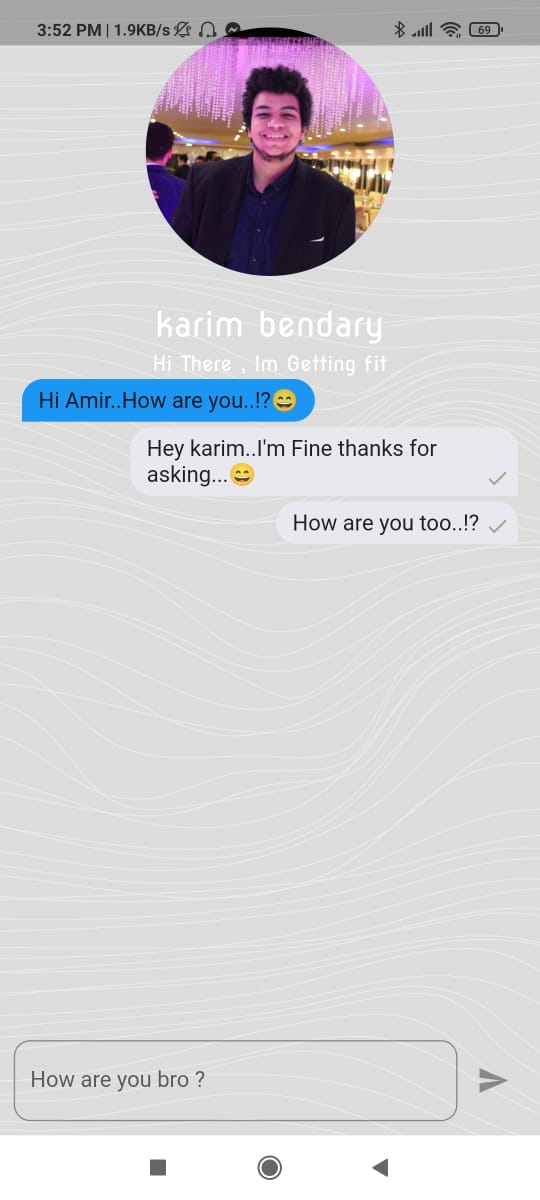 3:52 PM | 1.9KB/s
69
karim bendary
Hi There , Im Getting fit
Hi Amir..How are you..!?😄
Hey karim..I'm Fine thanks for
asking...😄
How are you too..!?
How are you bro ?